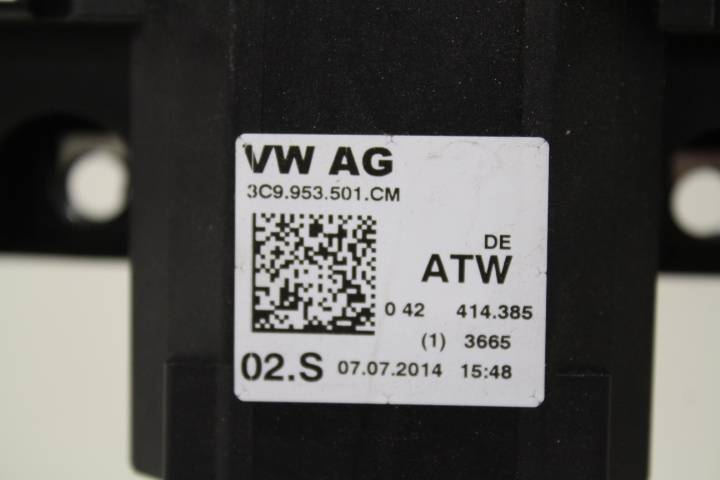 VW AG
3C9.953.501.CM
DE
ATW
0 42 414.385
(1) 3665
02.S 07.07.2014 15:48